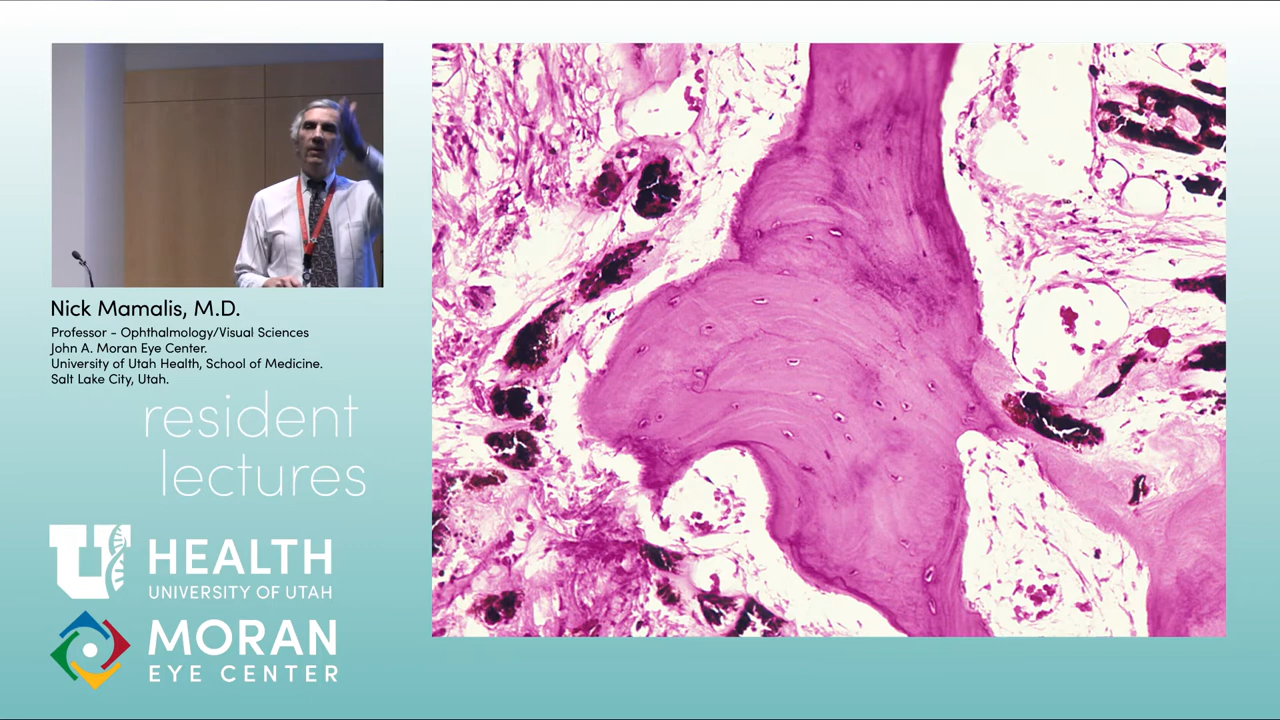 Nick Mamalis, M.D.
Professor - Ophthalmology/Visual Sciences
John A. Moran Eye Center.
University of Utah Health, School of Medicine.
Salt Lake City, Utah.
resident
lectures
U HEALTH
UNIVERSITY OF UTAH
MORAN
EYE CENTER